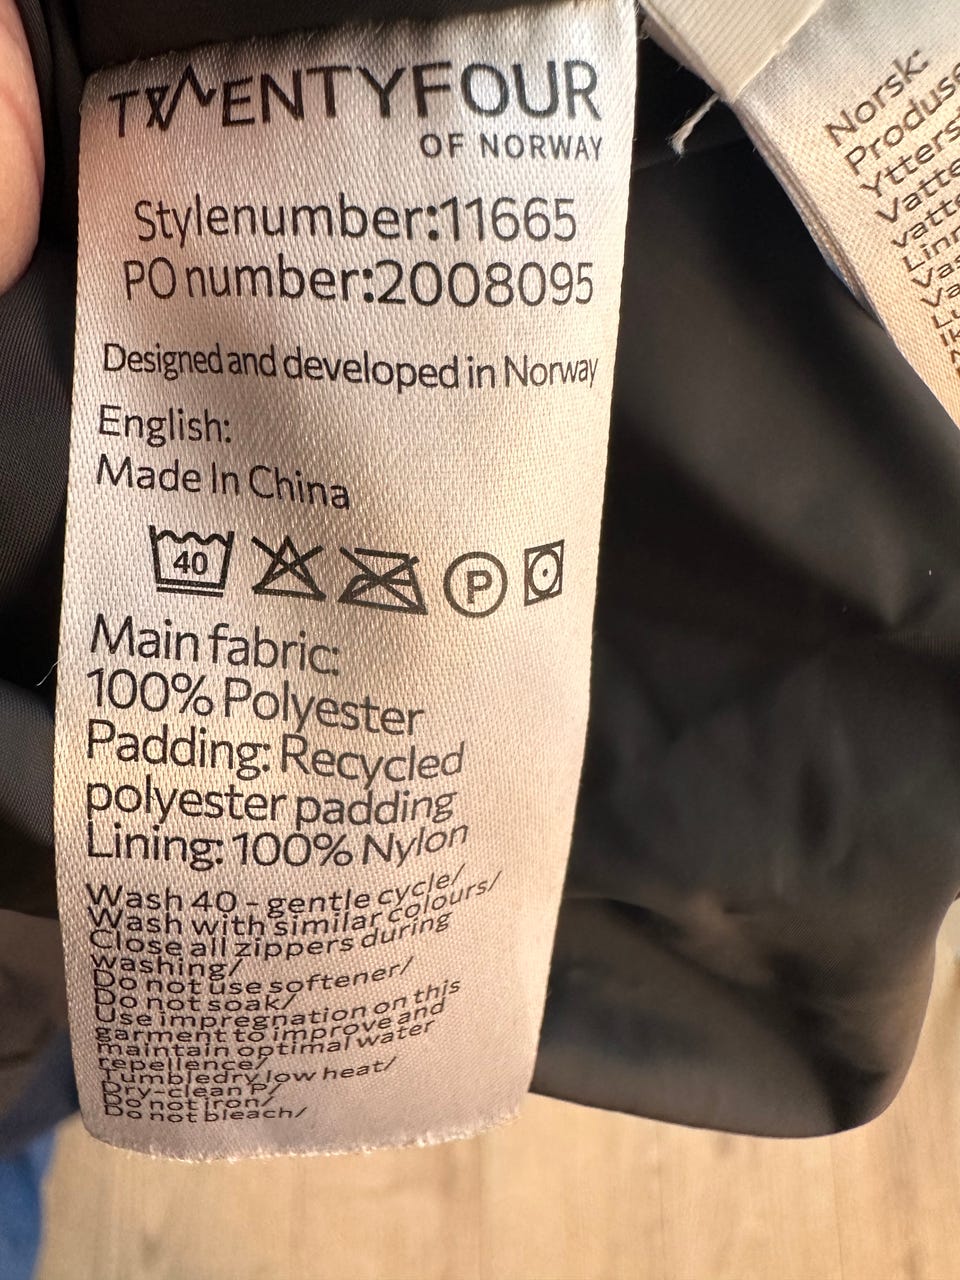 TWENTYFOUR
OF NORWAY
Stylenumber:11665
PO number:2008095
Designed and developed in Norway
English:
Made In China
40
P
Main fabric:
100% Polyester
Padding: Recycled
polyester padding
Lining: 100% Nylon
Wash 40 - gentle cycle/
Wash with similar colours/
Close all zippers during
washing/
Do not use softener/
Do not soak/
Use impregnation on this
garment to improve and
maintain optimal water
repellence/
Tumbledry low heat/
Dry-clean P/
Do not iron/
Do not bleach/
Norsk: